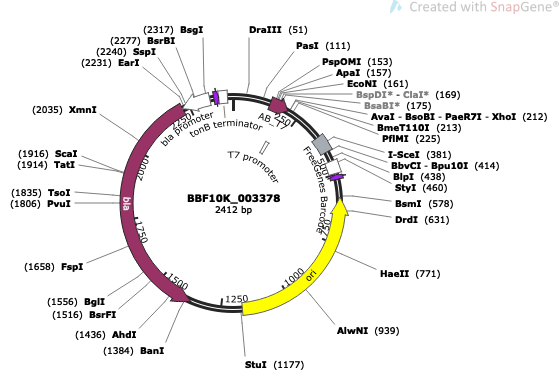 Created with SnapGene®
(2317) BsgI
(2277) BsrBI
(2240) SspI
(2231) EarI
(2035) XmnI
(1916) ScaI
(1914) TatI
(1835) TsoI
(1806) PvuI
(1658) FspI
(1556) BglI
(1516) BsrFI
(1436) AhdI
(1384) BanI
DraIII (51)
PasI (111)
PspOMI (153)
ApaI (157)
EcoNI (161)
BspDI* - ClaI* (169)
BsaBI* (175)
AvaI - BsoBI - PaeR7I - XhoI (212)
BmeT110I (213)
PflMI (225)
I-SceI (381)
BbvCI - Bpu10I (414)
BlpI (438)
StyI (460)
BsmI (578)
DrdI (631)
HaeII (771)
AlwNI (939)
StuI (1177)
bla promoter
tonB terminator
T7 promoter
FreeGenes Barcode
bla
ori
250
750
1000
1250
1500
1750
2000
2250
BBF10K_003378
2412 bp